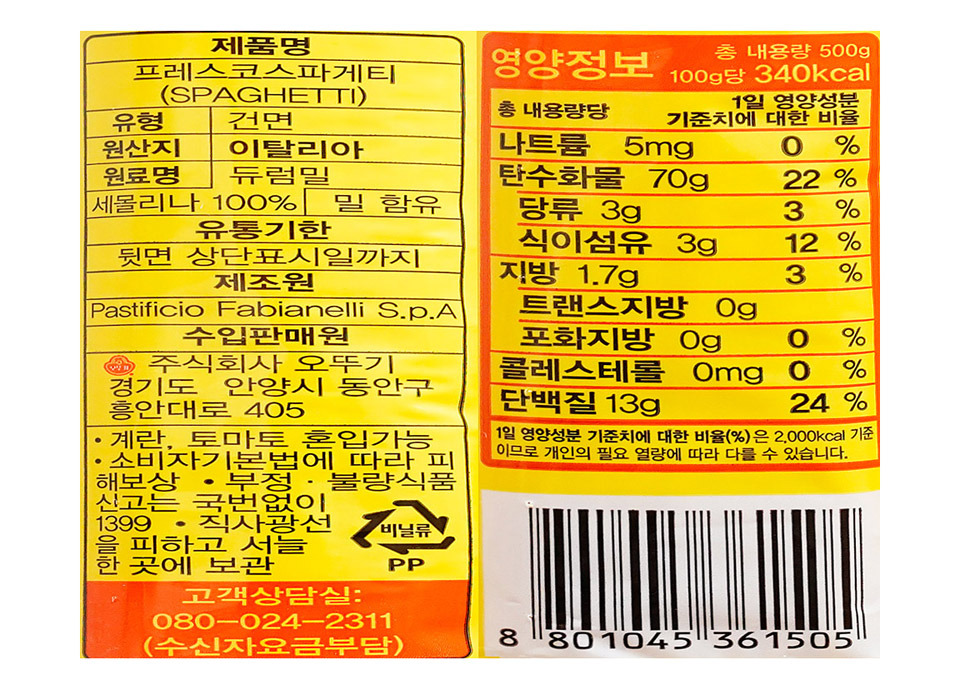 제품명
프레스코스파게티
(SPAGHETTI)
유형 건면
원산지 이탈리아
원료명 듀럼밀
세몰리나 100% 밀 함유
유통기한
뒷면 상단표시일까지
제조원
Pastificio Fabianelli S.p.A
수입판매원
주식회사 오뚜기
경기도 안양시 동안구
흥안대로 405
• 계란, 토마토 혼입가능
• 소비자기본법에 따라 피
해보상 • 부정 · 불량식품
신고는 국번없이
1399 • 직사광선
을 피하고 서늘
한 곳에 보관
비닐류
PP
고객상담실:
080-024-2311
(수신자요금부담)
영양정보 총 내용량 500g
100g당 340kcal
총 내용량당 1일 영양성분
기준치에 대한 비율
나트륨 5mg 0 %
탄수화물 70g 22 %
당류 3g 3 %
식이섬유 3g 12 %
지방 1.7g 3 %
트랜스지방 0g
포화지방 0g 0 %
콜레스테롤 0mg 0 %
단백질 13g 24 %
1일 영양성분 기준치에 대한 비율(%)은 2,000kcal 기준
이므로 개인의 필요 열량에 따라 다를 수 있습니다.
8 801045 361505